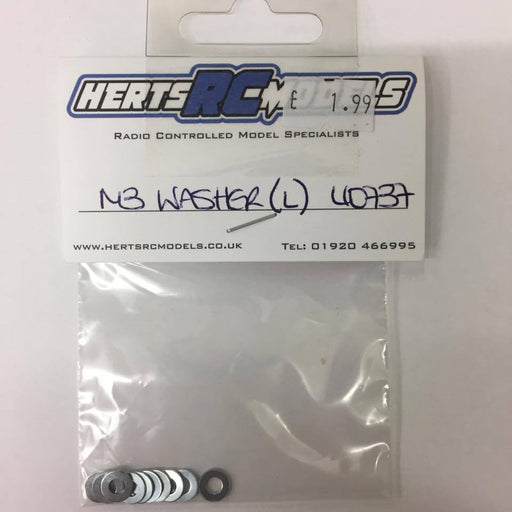 HERTS RC MODELS
£ 1.99
RADIO CONTROLLED MODEL SPECIALISTS
M3 WASHER (L) 40737
WWW.HERTSRCMODELS.CO.UK TEL: 01920 466995